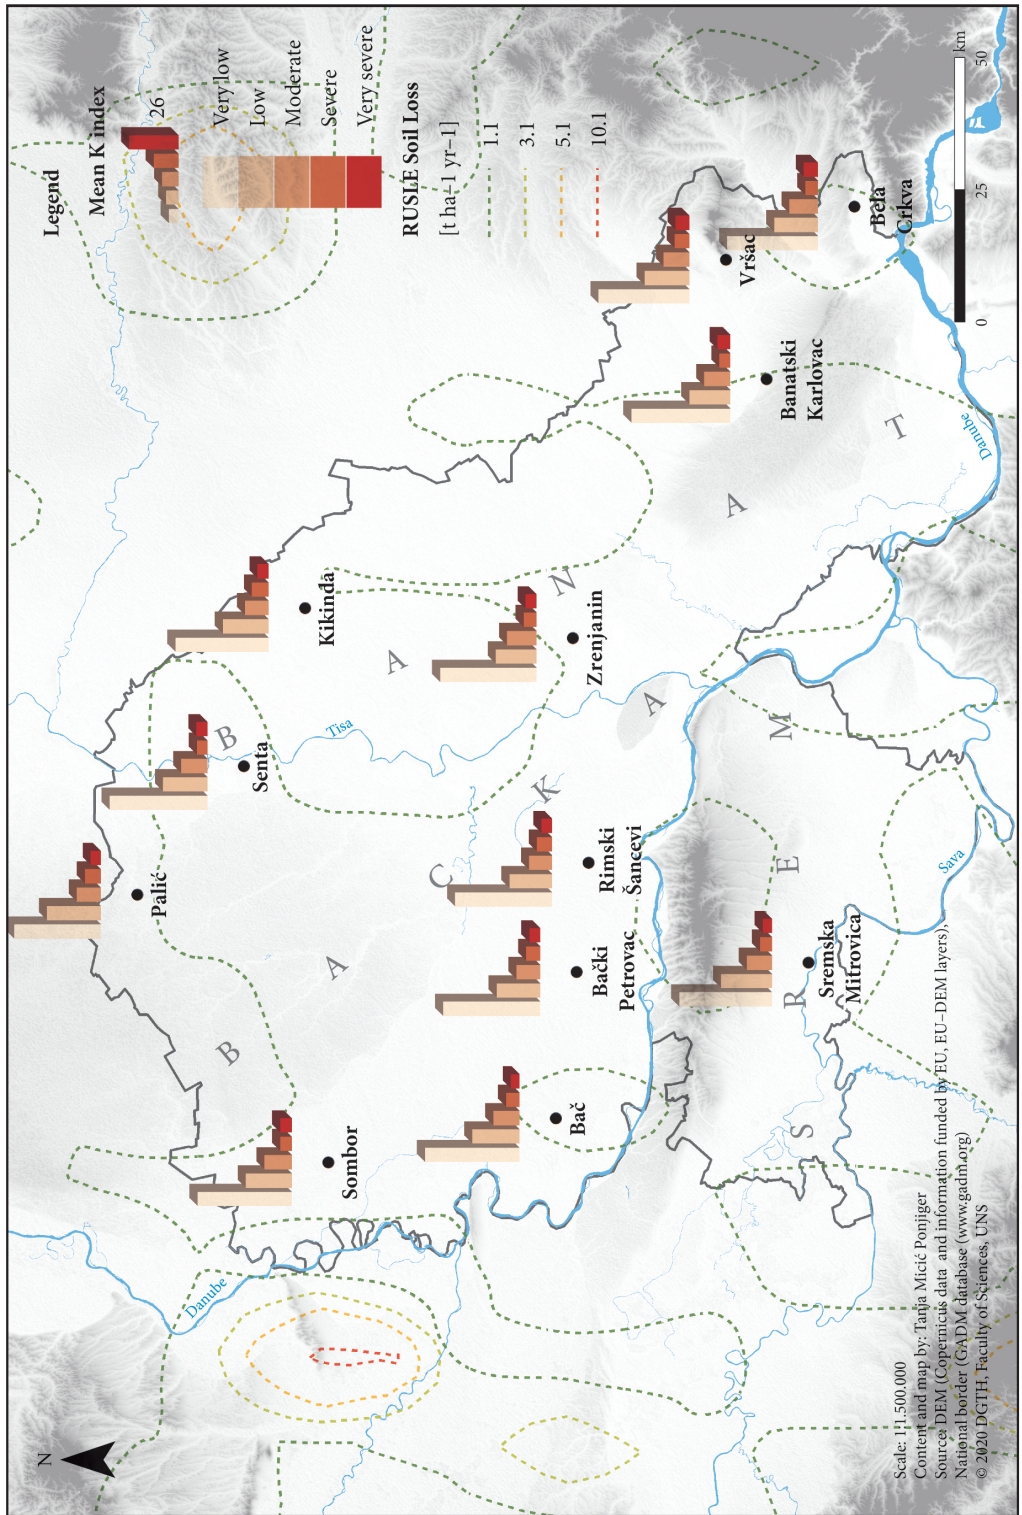 N
Legend
Mean K index
26
Very low
Low
Moderate
Severe
Very severe
RUSLE Soil Loss
[t ha–1 yr–1]
1.1
3.1
5.1
10.1
Palić
Senta
Kikinda
Sombor
Bač
Bački
Petrovac
Rimski
Šančevi
Zrenjanin
Sremska
Mitrovica
Banatski
Karlovac
Vršac
Bela
Crkva
B A Č K A
B A N A T
S R E M
Danube
Tisa
Sava
Danube
0 25 50
km
Scale: 1:1.500.000
Content and map by: Tanja Micić Ponjiger
Source: DEM (Copernicus data and information funded by EU, EU–DEM layers),
National border (GADM database (www.gadm.org)
© 2020 DGTH, Faculty of Sciences, UNS